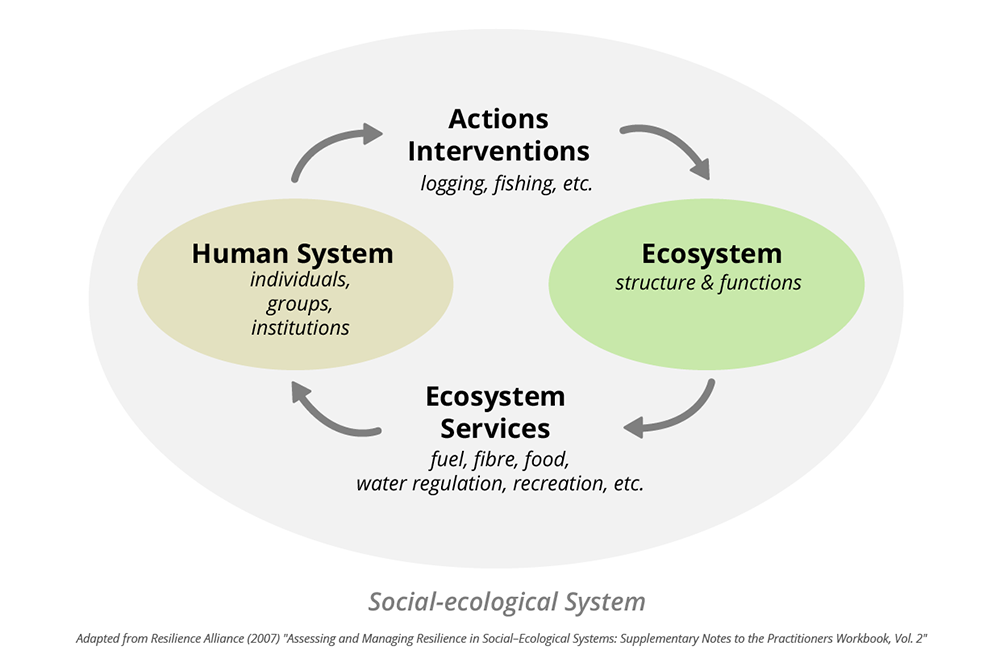 Actions
Interventions
logging, fishing, etc.
Human System
individuals,
groups,
institutions
Ecosystem
structure & functions
Ecosystem
Services
fuel, fibre, food,
water regulation, recreation, etc.
Social-ecological System
Adapted from Resilience Alliance (2007) "Assessing and Managing Resilience in Social–Ecological Systems: Supplementary Notes to the Practitioners Workbook, Vol. 2"